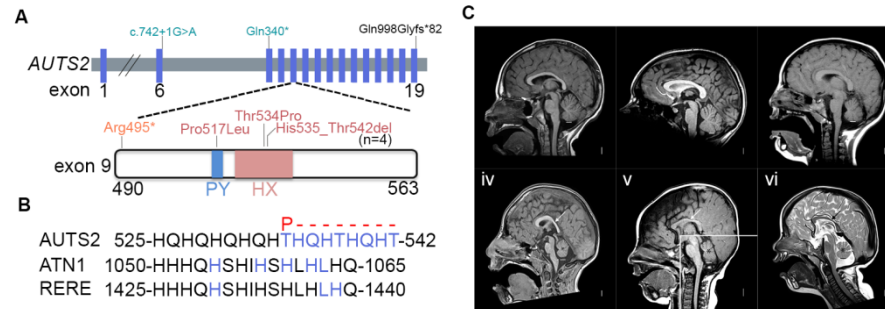 A
c.742+1G>A
Gln340*
Gln998Glyfs*82
AUTS2
exon
1
6
19
Arg495*
Pro517Leu
Thr534Pro
His535_Thr542del
(n=4)
exon 9
490
PY
HX
563
B
P--------
AUTS2 525-HQHQHQHQHTHQHTHQHT-542
ATN1 1050-HHHQHSHIHSHLHLHQ-1065
RERE 1425-HHHQHSHIHSHLHLHQ-1440
C
iv
v
vi